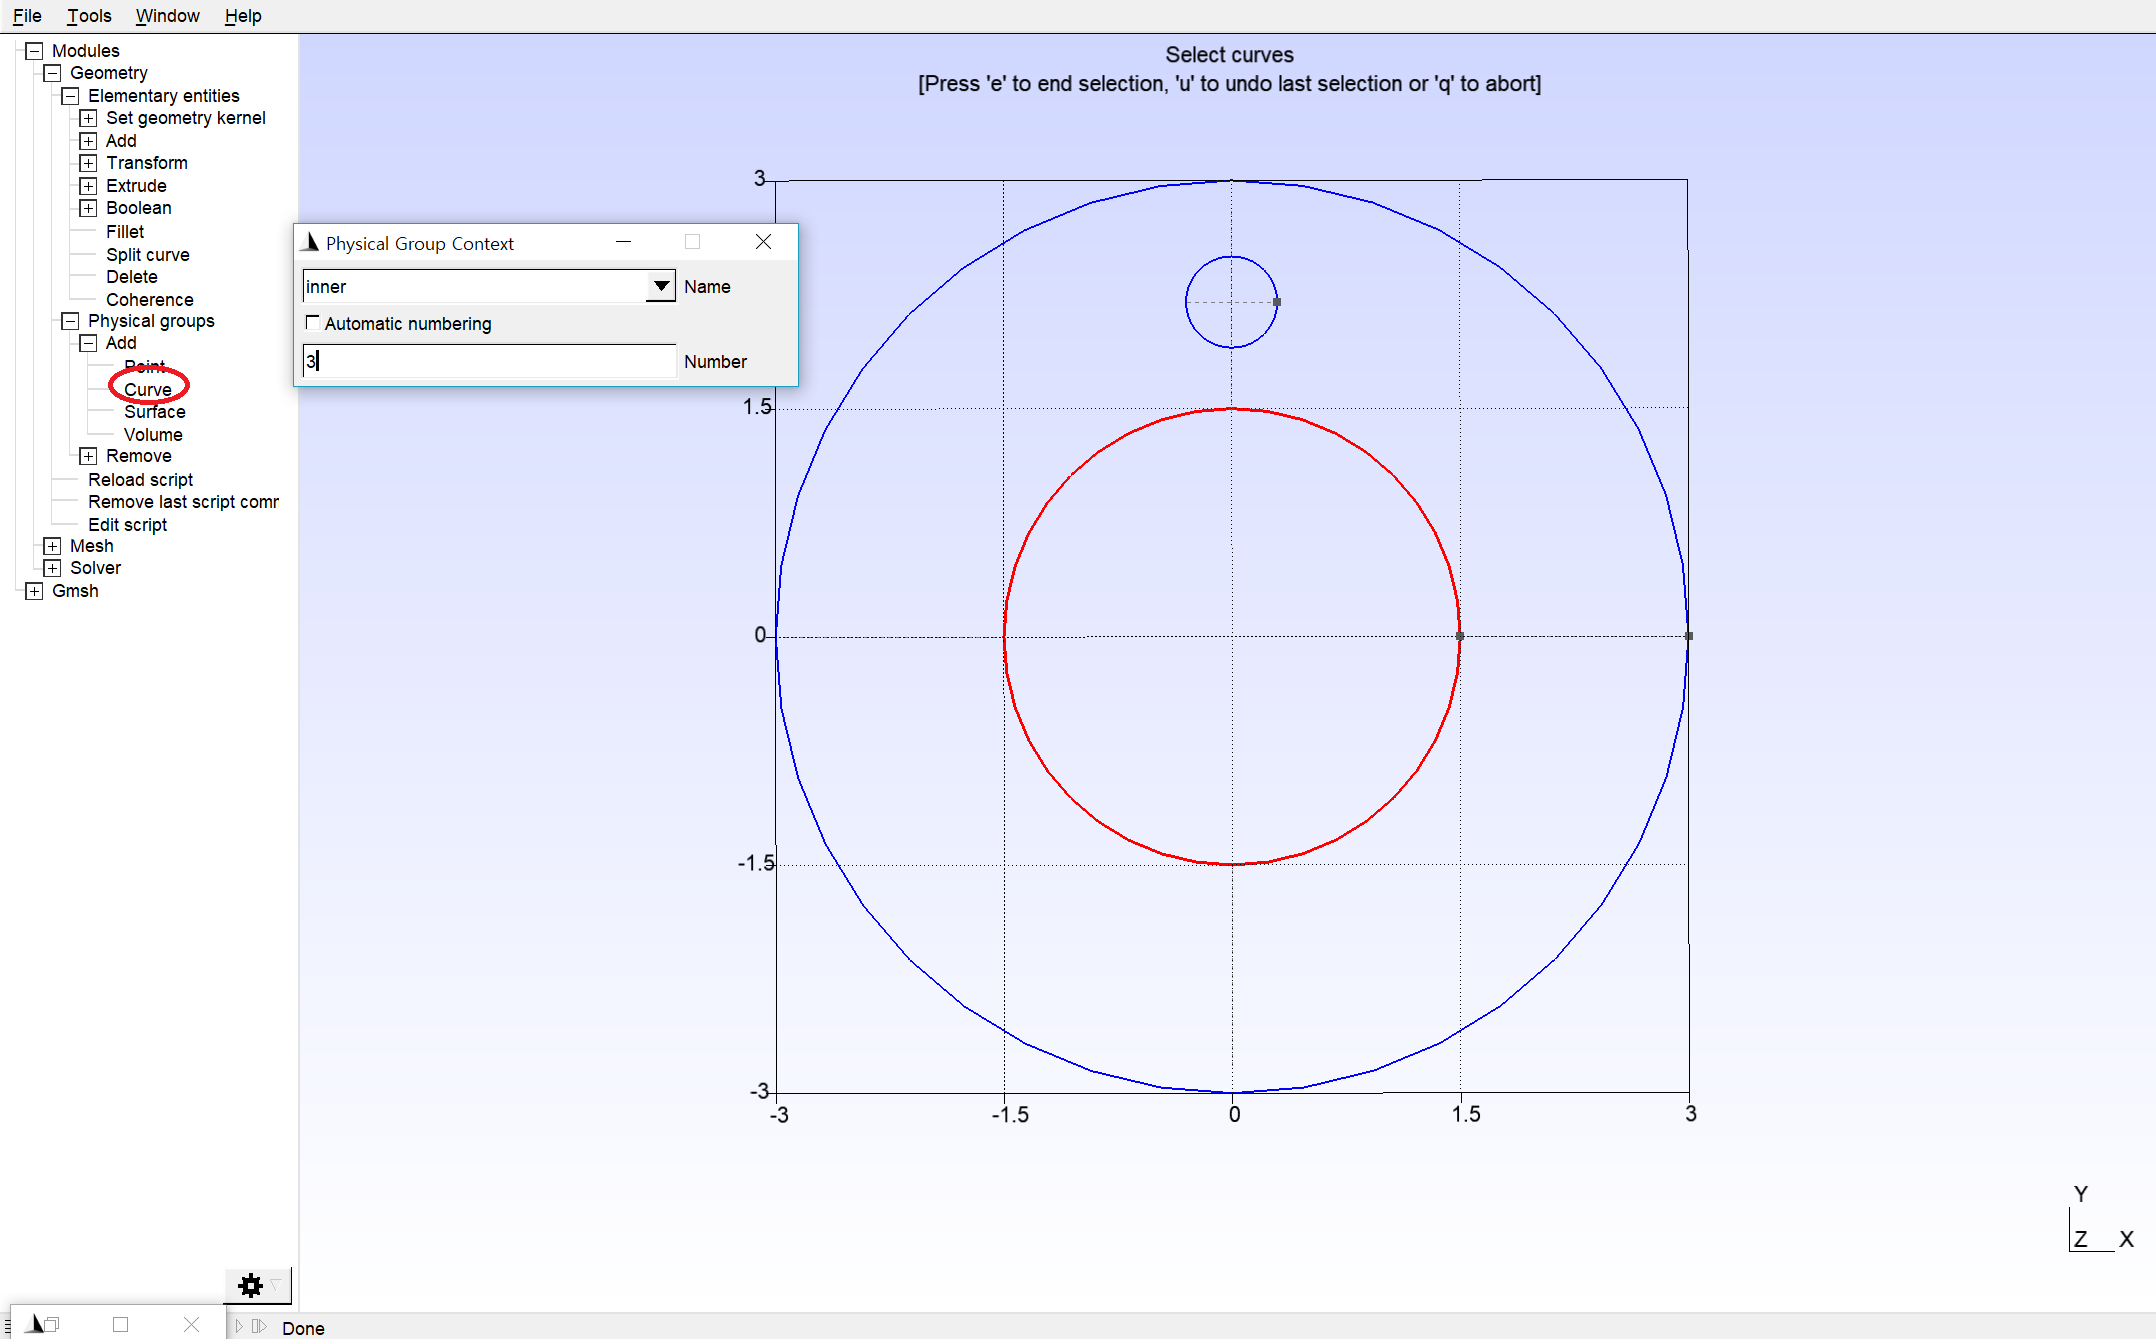 File Tools Window Help
Modules
Geometry
Elementary entities
Set geometry kernel
Add
Transform
Extrude
Boolean
Fillet
Split curve
Delete
Coherence
Physical groups
Add
Point
Curve
Surface
Volume
Remove
Reload script
Remove last script comr
Edit script
Mesh
Solver
Gmsh
Physical Group Context
inner Name
Automatic numbering
3 Number
Select curves
[Press 'e' to end selection, 'u' to undo last selection or 'q' to abort]
3
1.5
0
-1.5
-3
-3 -1.5 0 1.5 3
Y
Z X
Done